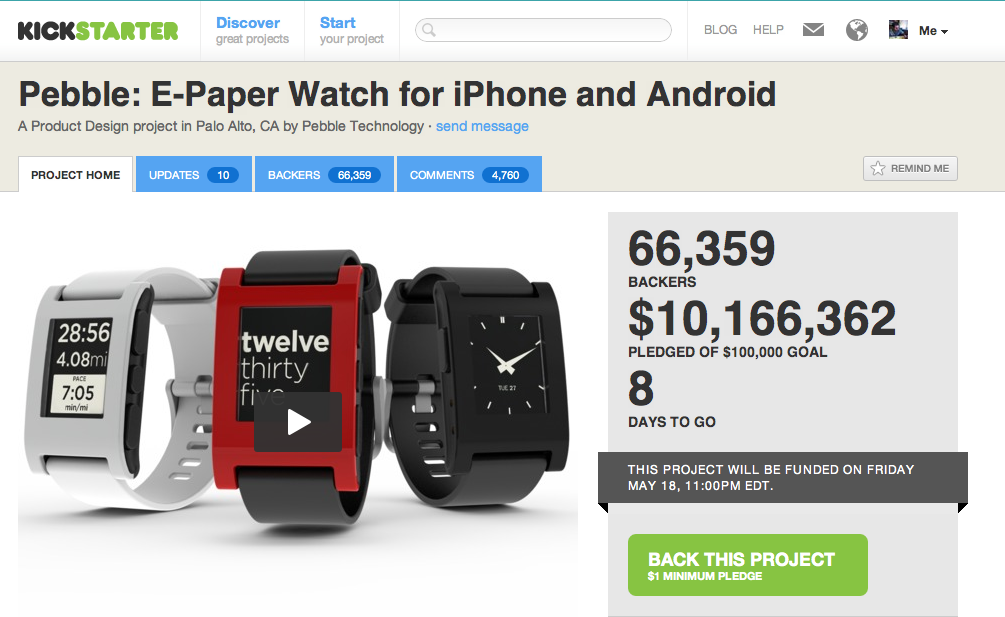 KICKSTARTER
Discover
great projects
Start
your project
BLOG
HELP
Me
Pebble: E-Paper Watch for iPhone and Android
A Product Design project in Palo Alto, CA by Pebble Technology · send message
PROJECT HOME
UPDATES 10
BACKERS 66,359
COMMENTS 4,760
REMIND ME
28:56
4.08mi
PACE
7:05
min/mi
twelve
thirty
five
TUE 27
66,359
BACKERS
$10,166,362
PLEDGED OF $100,000 GOAL
8
DAYS TO GO
THIS PROJECT WILL BE FUNDED ON FRIDAY
MAY 18, 11:00PM EDT.
BACK THIS PROJECT
$1 MINIMUM PLEDGE